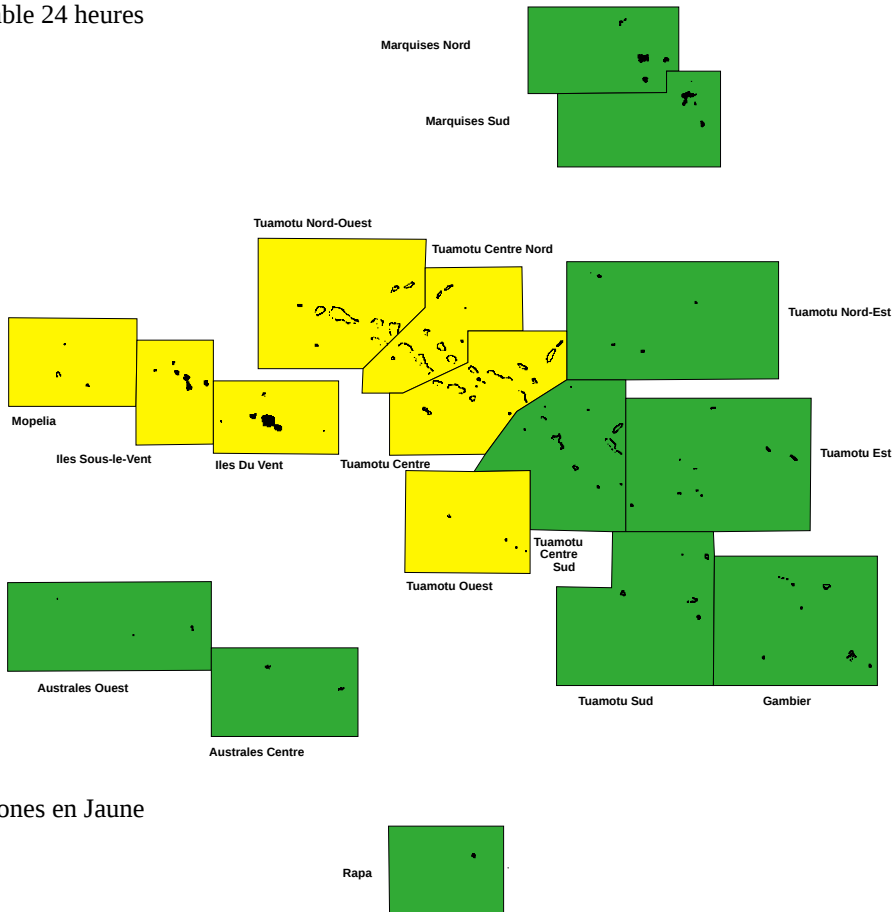 24 heures
Marquises Nord
Marquises Sud
Tuamotu Nord-Ouest
Tuamotu Centre Nord
Tuamotu Nord-Est
Mopelia
Iles Sous-le-Vent
Iles Du Vent
Tuamotu Centre
Tuamotu Est
Tuamotu
Centre
Sud
Tuamotu Ouest
Australes Ouest
Tuamotu Sud
Gambier
Australes Centre
en Jaune
Rapa